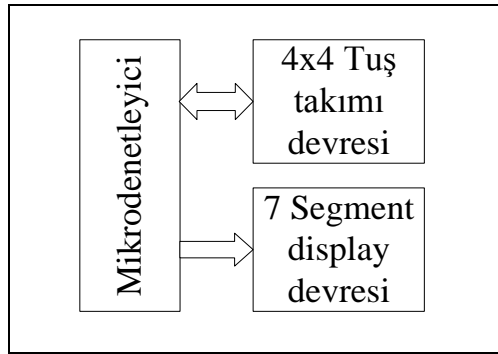 Mikrodenetleyici
4x4 Tuş
takımı
devresi
7 Segment
display
devresi